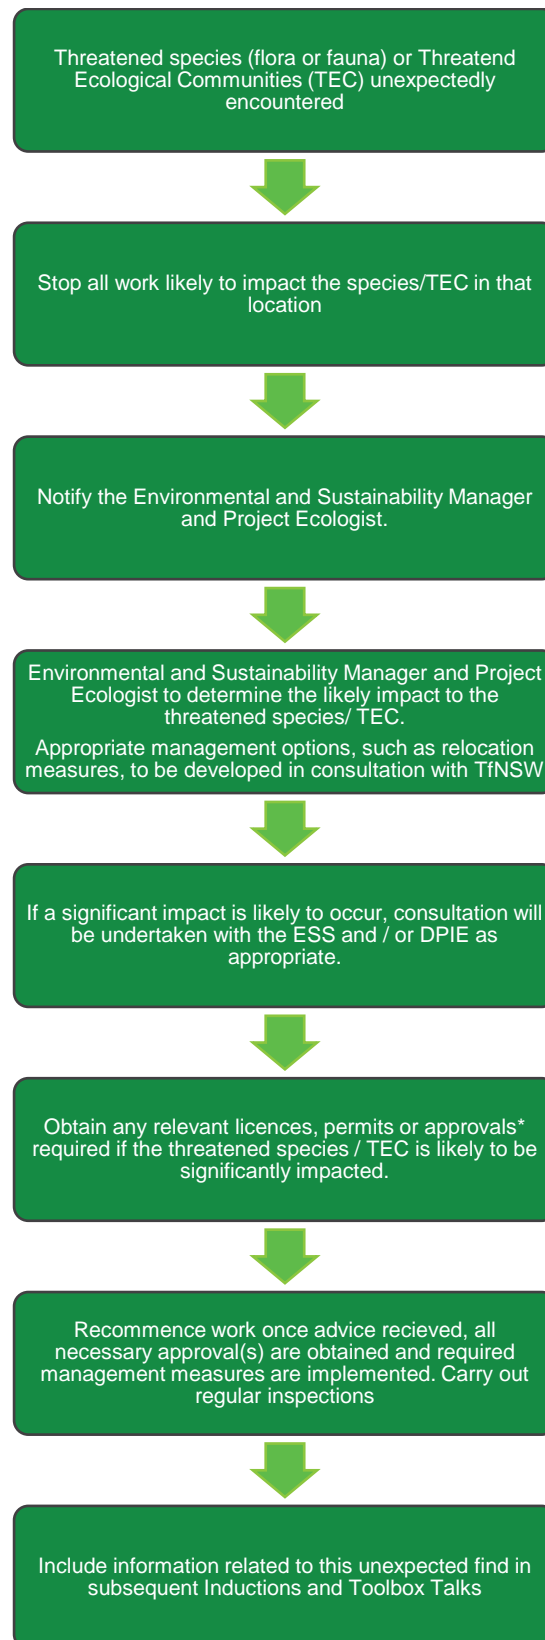 Threatened species (flora or fauna) or Threatend
Ecological Communities (TEC) unexpectedly
encountered
Stop all work likely to impact the species/TEC in that
location
Notify the Environmental and Sustainability Manager
and Project Ecologist.
Environmental and Sustainability Manager and Project
Ecologist to determine the likely impact to the
threatened species/ TEC.
Appropriate management options, such as relocation
measures, to be developed in consultation with TfNSW
If a significant impact is likely to occur, consultation will
be undertaken with the ESS and / or DPIE as
appropriate.
Obtain any relevant licences, permits or approvals*
required if the threatened species / TEC is likely to be
significantly impacted.
Recommence work once advice recieved, all
necessary approval(s) are obtained and required
management measures are implemented. Carry out
regular inspections
Include information related to this unexpected find in
subsequent Inductions and Toolbox Talks